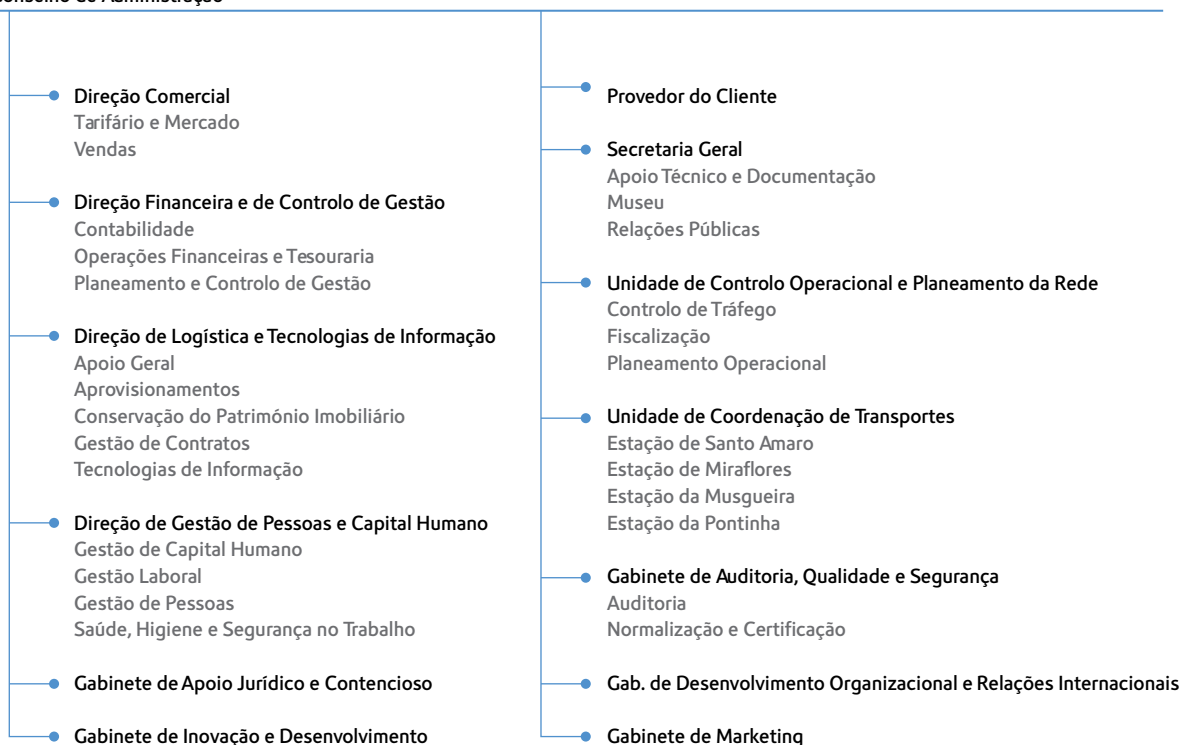 Conselho de Administração
Direção Comercial
Tarifário e Mercado
Vendas
Direção Financeira e de Controlo de Gestão
Contabilidade
Operações Financeiras e Tesouraria
Planeamento e Controlo de Gestão
Direção de Logística e Tecnologias de Informação
Apoio Geral
Aprovisionamentos
Conservação do Património Imobiliário
Gestão de Contratos
Tecnologias de Informação
Direção de Gestão de Pessoas e Capital Humano
Gestão de Capital Humano
Gestão Laboral
Gestão de Pessoas
Saúde, Higiene e Segurança no Trabalho
Gabinete de Apoio Jurídico e Contencioso
Gabinete de Inovação e Desenvolvimento
Provedor do Cliente
Secretaria Geral
Apoio Técnico e Documentação
Museu
Relações Públicas
Unidade de Controlo Operacional e Planeamento da Rede
Controlo de Tráfego
Fiscalização
Planeamento Operacional
Unidade de Coordenação de Transportes
Estação de Santo Amaro
Estação de Miraflores
Estação da Musgueira
Estação da Pontinha
Gabinete de Auditoria, Qualidade e Segurança
Auditoria
Normalização e Certificação
Gab. de Desenvolvimento Organizacional e Relações Internacionais
Gabinete de Marketing